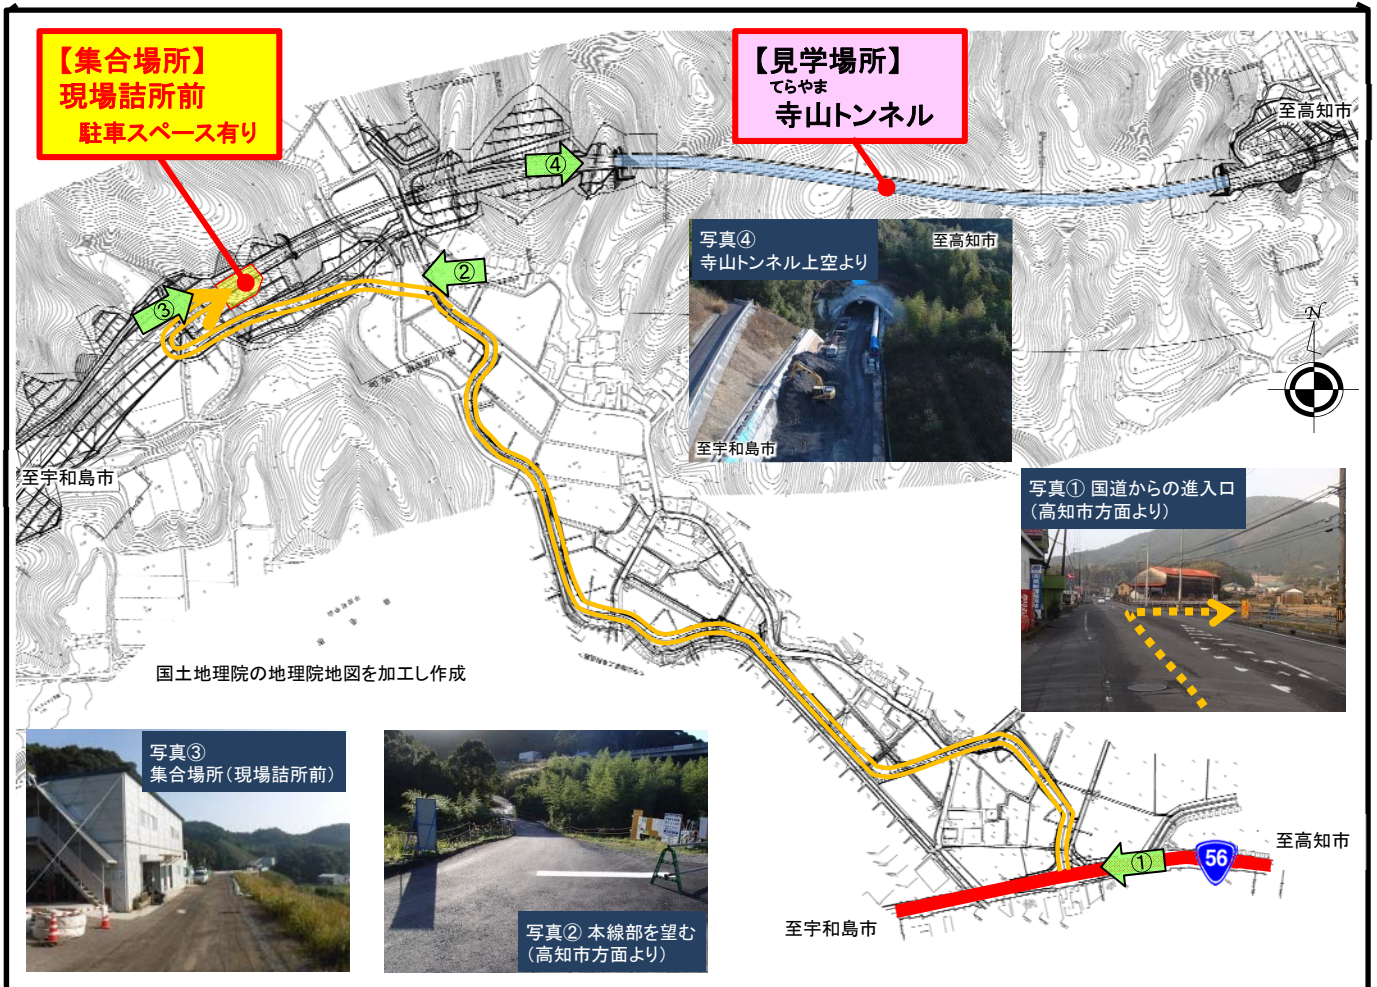 【集合場所】
現場詰所前
駐車スペース有り
【見学場所】
てらやま
寺山トンネル
至高知市
④
②
③
写真④
寺山トンネル上空より
至高知市
至宇和島市
N
至宇和島市
写真① 国道からの進入口
(高知市方面より)
国土地理院の地理院地図を加工し作成
写真③
集合場所(現場詰所前)
写真② 本線部を望む
(高知市方面より)
①
56
至高知市
至宇和島市